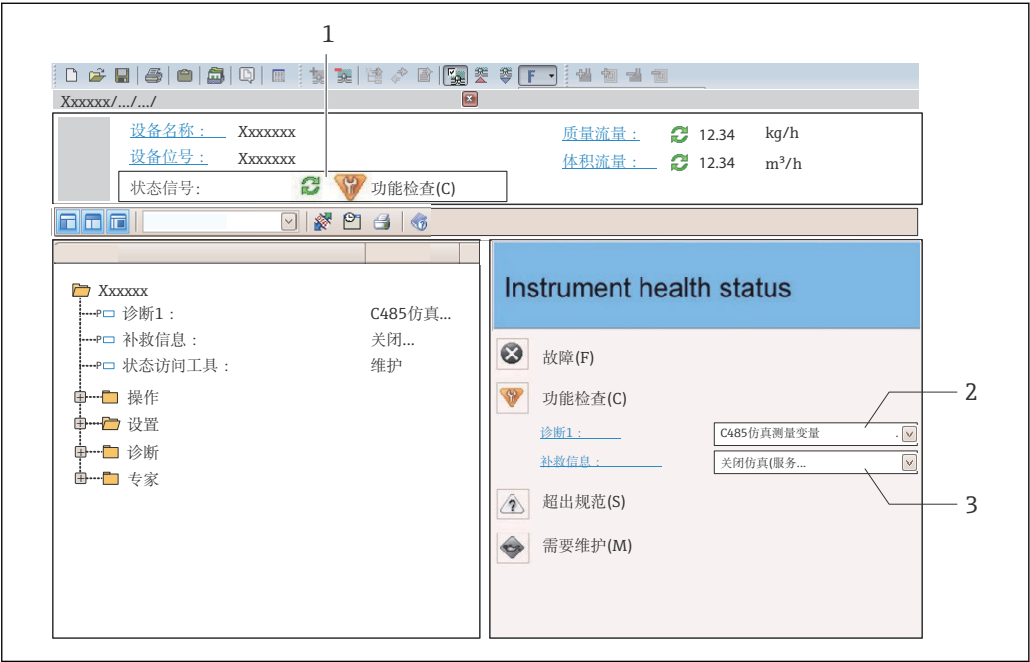 1
F
Xxxxxx/.../.../
设备名称： Xxxxxxx 质量流量： 12.34 kg/h
设备位号： Xxxxxxx 体积流量： 12.34 m³/h
状态信号: 功能检查(C)
Xxxxxx
P 诊断1： C485仿真...
P 补救信息： 关闭...
P 状态访问工具： 维护
操作
设置
诊断
专家
Instrument health status
故障(F)
功能检查(C)
2
诊断1： C485仿真测量变量 .
补救信息： 关闭仿真(服务...
3
超出规范(S)
需要维护(M)